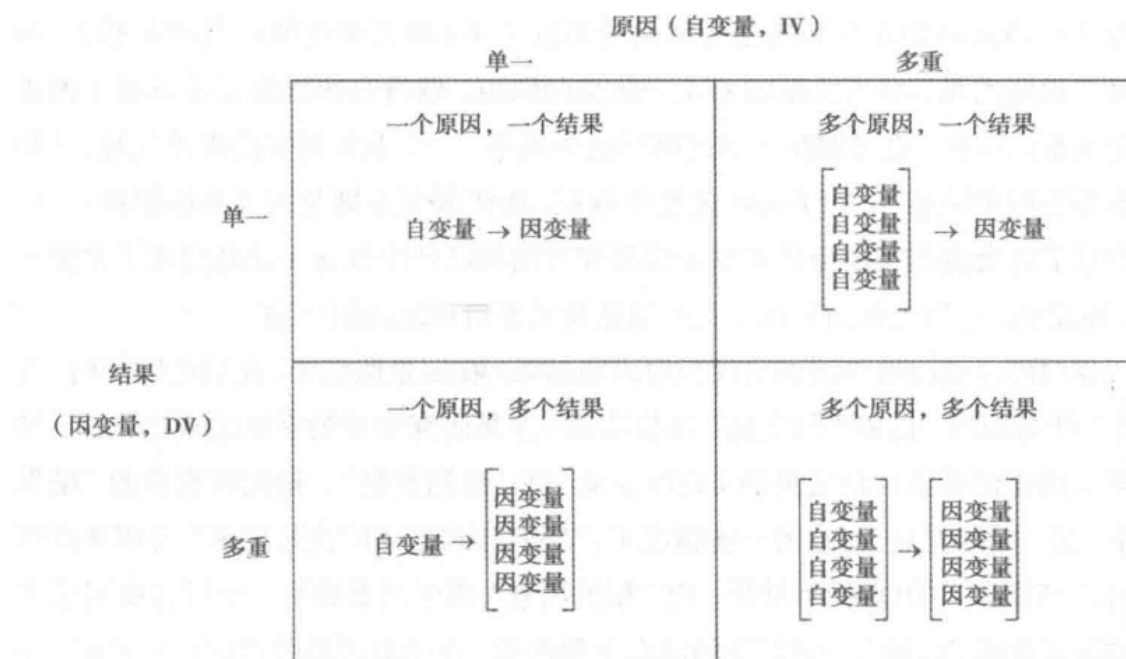 原因（自变量，IV）
单一 多重
一个原因，一个结果 多个原因，一个结果
单一 自变量 → 因变量
自变量
自变量
自变量
自变量
→ 因变量
结果
（因变量，DV）
一个原因，多个结果 多个原因，多个结果
多重 自变量 →
因变量
因变量
因变量
因变量
自变量
自变量
自变量
自变量
→
因变量
因变量
因变量
因变量